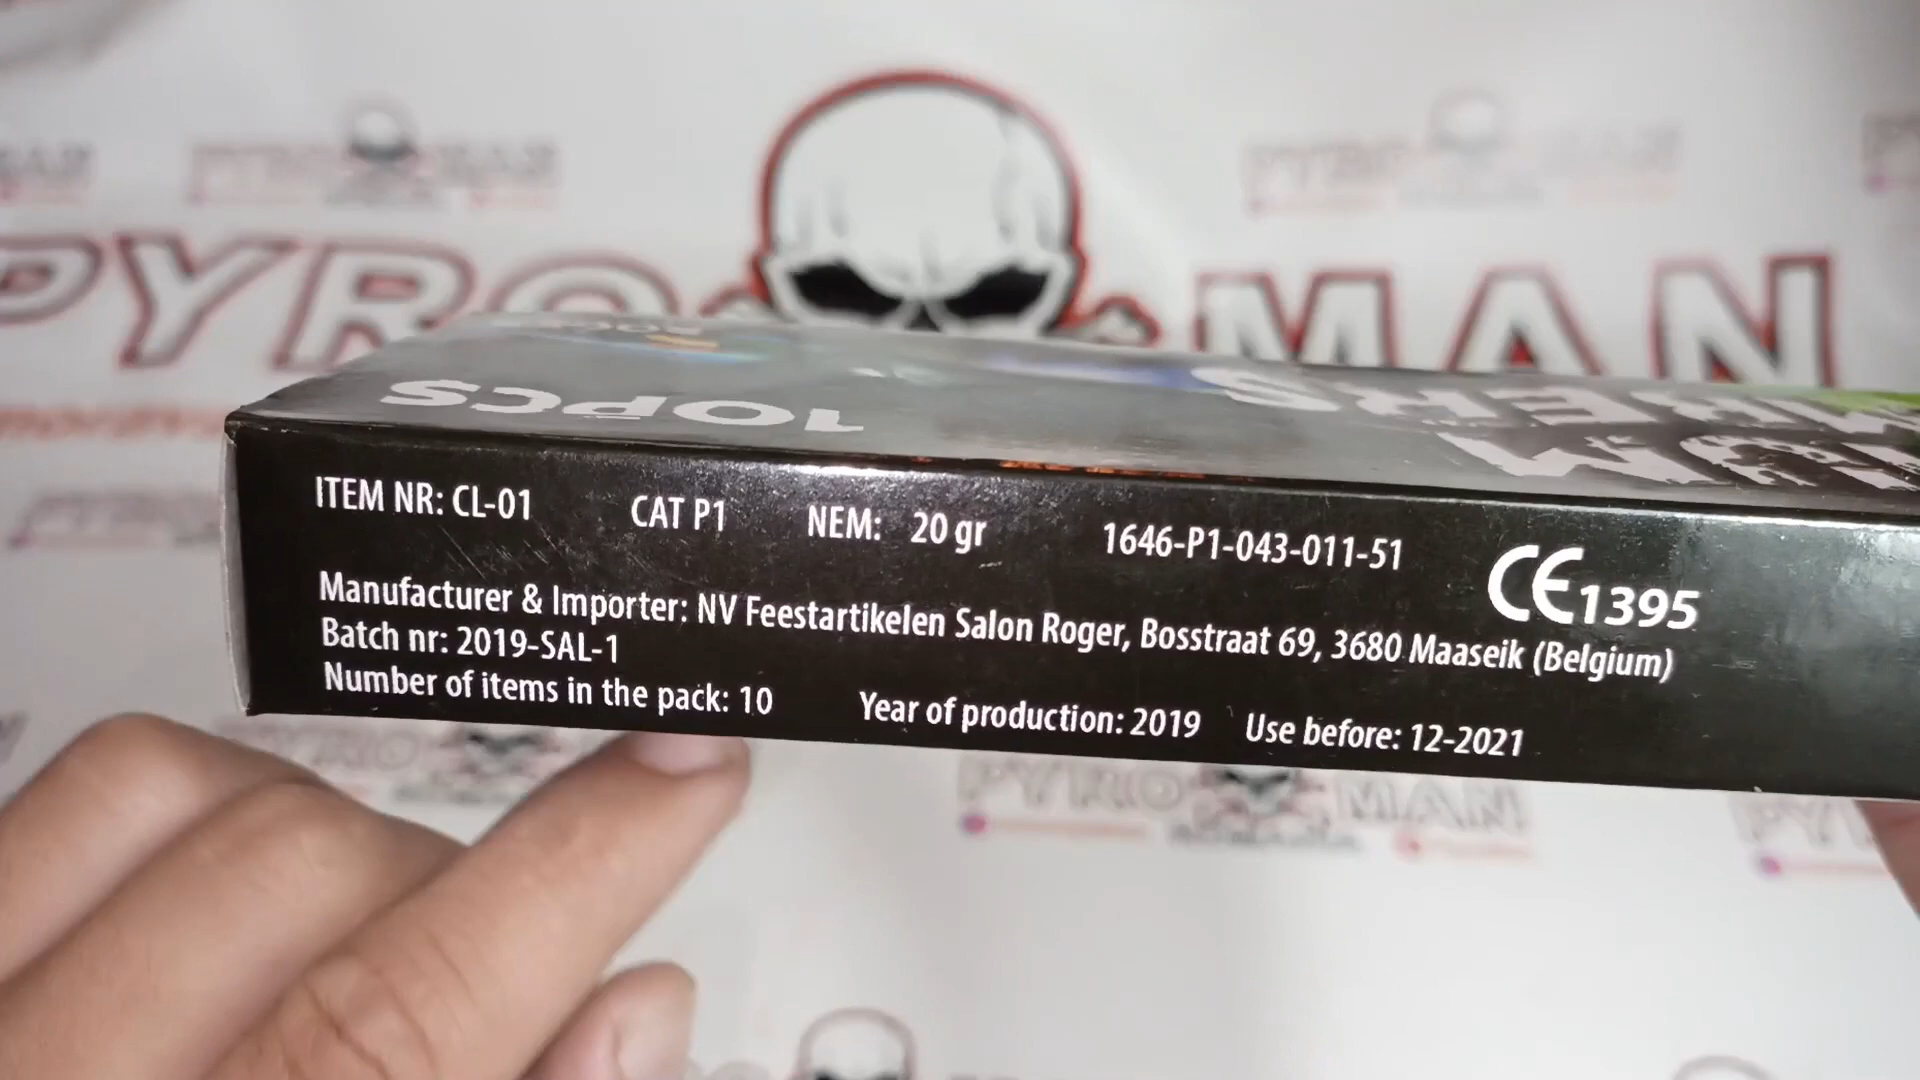 PYRO MAN
10PCS
ITEM NR: CL-01 CAT P1 NEM: 20 gr 1646-P1-043-011-51 CE1395
Manufacturer & Importer: NV Feestartikelen Salon Roger, Bosstraat 69, 3680 Maaseik (Belgium)
Batch nr: 2019-SAL-1
Number of items in the pack: 10 Year of production: 2019 Use before: 12-2021
PYRO MAN